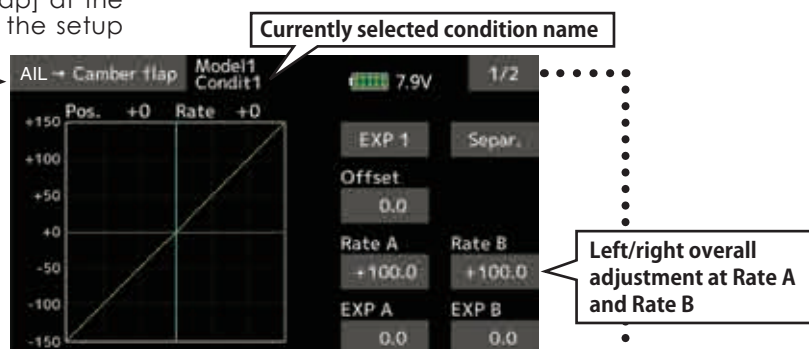 ap] at the
the setup
Currently selected condition name
AIL → Camber flap
Model1
Condit1
7.9V
1/2
Pos. +0 Rate +0
+150
+100
+50
+0
-50
-100
-150
EXP 1
Separ.
Offset
0.0
Rate A
Rate B
+100.0
+100.0
EXP A
EXP B
0.0
0.0
Left/right overall
adjustment at Rate A
and Rate B